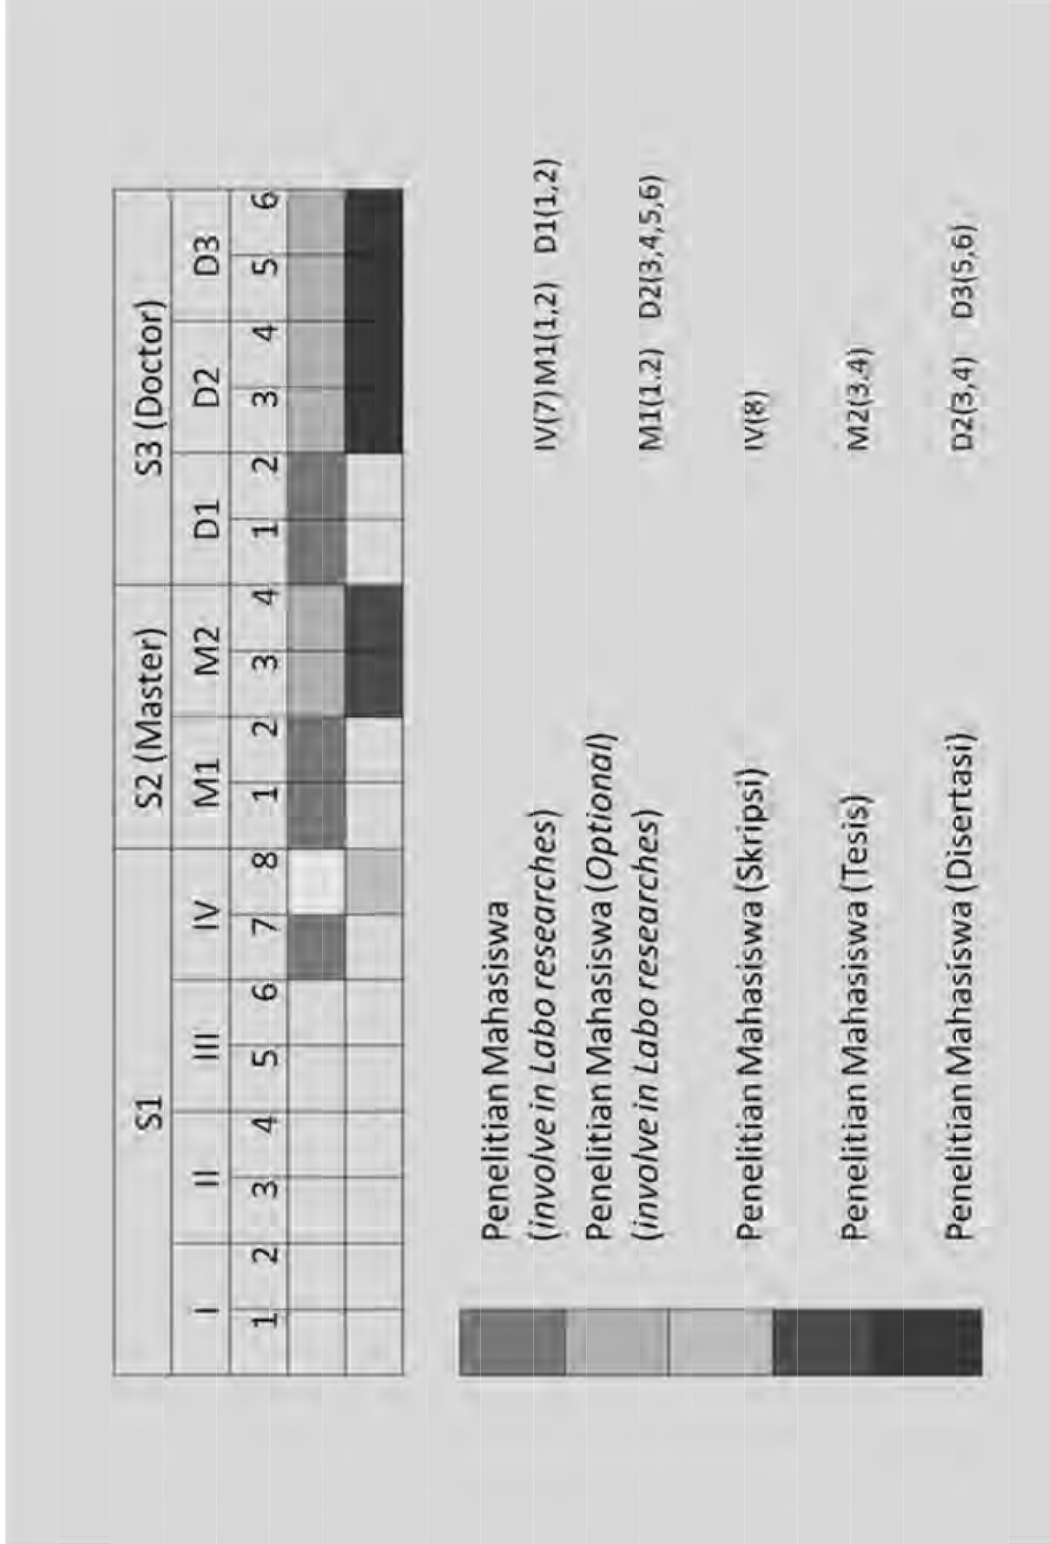 S1 S2 (Master) S3 (Doctor)
I II III IV M1 M2 D1 D2 D3
1 2 3 4 5 6 7 8 1 2 3 4 1 2 3 4 5 6
Penelitian Mahasiswa
(involve in Labo researches) IV(7) M1(1,2) D1(1,2)
Penelitian Mahasiswa (Optional)
(involve in Labo researches) M1(1.2) D2(3,4,5,6)
Penelitian Mahasiswa (Skripsi) IV(8)
Penelitian Mahasiswa (Tesis) M2(3.4)
Penelitian Mahasiswa (Disertasi) D2(3,4) D3(5,6)